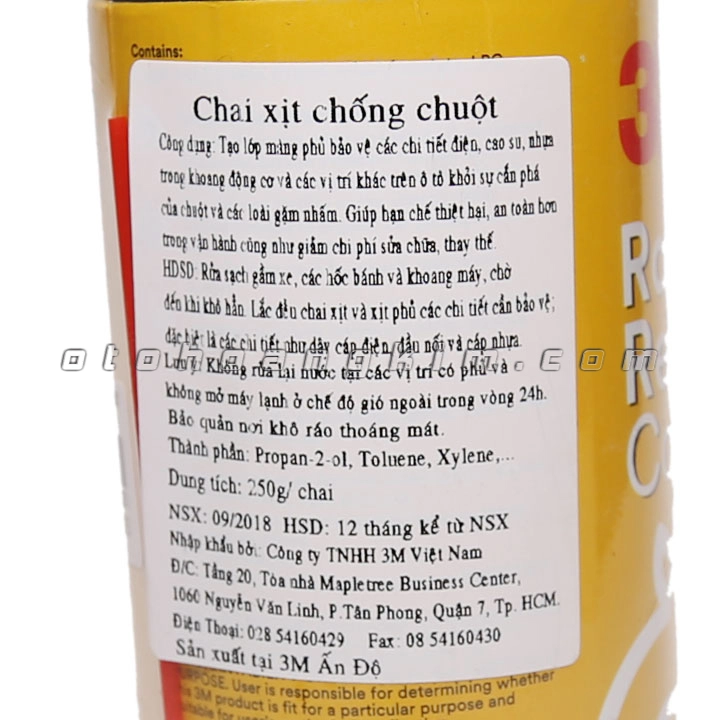 Contains:
3
Ro
Re
Co
Chai xịt chống chuột
Công dụng: Tạo lớp màng phủ bảo vệ các chi tiết điện, cao su, nhựa
trong khoang động cơ và các vị trí khác trên ô tô khỏi sự cắn phá
của chuột và các loài gặm nhấm. Giúp hạn chế thiệt hại, an toàn hơn
trong vận hành cũng như giảm chi phí sửa chữa, thay thế.
HDSD: Rửa sạch gầm xe, các hốc bánh và khoang máy, chờ
đến khi khô hẳn. Lắc đều chai xịt và xịt phủ các chi tiết cần bảo vệ;
đặc biệt là các chi tiết như dây cáp điện, đầu nối và cáp nhựa.
Lưu ý: Không rửa lại nước tại các vị trí có phủ và
không mở máy lạnh ở chế độ gió ngoài trong vòng 24h.
Bảo quản nơi khô ráo thoáng mát.
Thành phần: Propan-2-ol, Toluene, Xylene,...
Dung tích: 250g/ chai
NSX: 09/2018 HSD: 12 tháng kể từ NSX
Nhập khẩu bởi: Công ty TNHH 3M Việt Nam
Đ/C: Tầng 20, Tòa nhà Mapletree Business Center,
1060 Nguyễn Văn Linh, P.Tân Phong, Quận 7, Tp. HCM.
Điện Thoại: 028 54160429 Fax: 08 54160430
Sản xuất tại 3M Ấn Độ
PURPOSE. User is responsible for determining whether
3M product is fit for a particular purpose and
otohoangkim.com